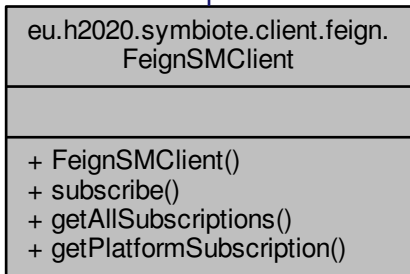 eu.h2020.symbiote.client.feign.
FeignSMClient
+ FeignSMClient()
+ subscribe()
+ getAllSubscriptions()
+ getPlatformSubscription()